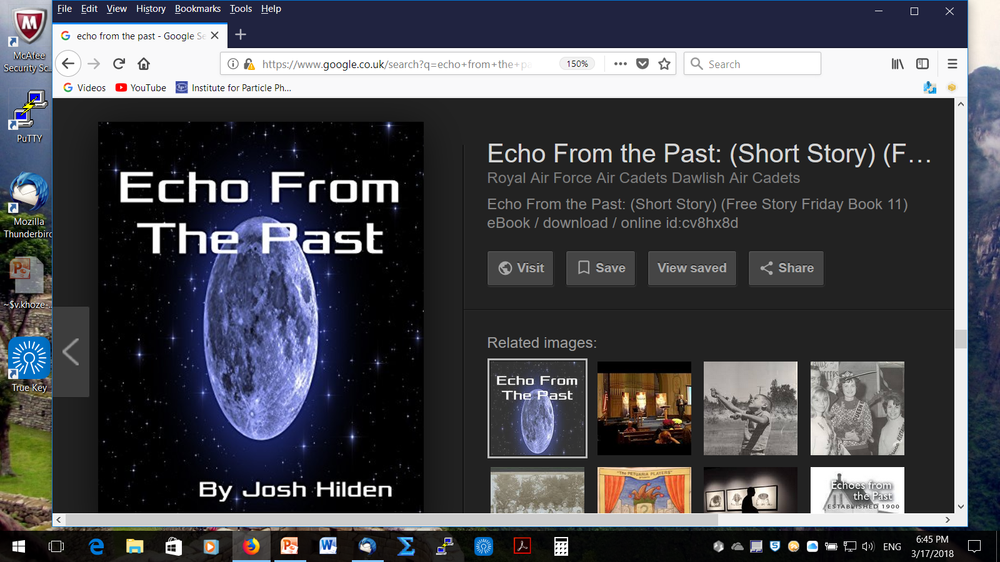 File Edit View History Bookmarks Tools Help
echo from the past - Google Se
https://www.google.co.uk/search?q=echo+from+the+pa
150%
Search
Videos YouTube Institute for Particle Ph...
McAfee
Security Sc...
PuTTY
Mozilla
Thunderbird
~$v.khoze-...
True Key
Echo From
The Past
By Josh Hilden
Echo From the Past: (Short Story) (F...
Royal Air Force Air Cadets Dawlish Air Cadets
Echo From the Past: (Short Story) (Free Story Friday Book 11)
eBook / download / online id:cv8hx8d
Visit Save View saved Share
Related images:
Echo From
The Past
QUEEN
"The PETUARIA PLAYERS"
Echoes from
the Past
ESTABLISHED 1900
ENG
6:45 PM
3/17/2018